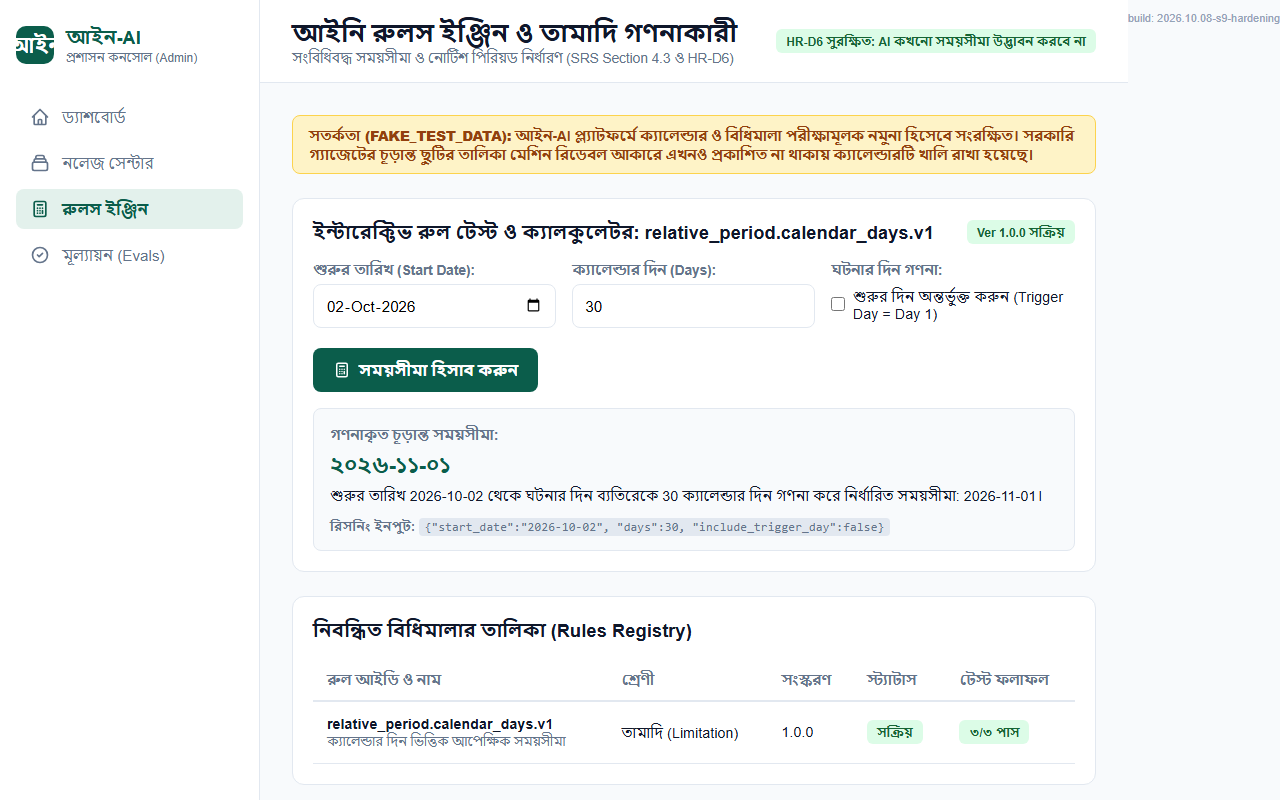 আইন
আইন-AI
প্রশাসন কনসোল (Admin)
ড্যাশবোর্ড
নলেজ সেন্টার
রুলস ইঞ্জিন
মূল্যায়ন (Evals)
আইনি রুলস ইঞ্জিন ও তামাদি গণনাকারী
সংবিধিবদ্ধ সময়সীমা ও নোটিশ পিরিয়ড নির্ধারণ (SRS Section 4.3 ও HR-D6)
HR-D6 সুরক্ষিত: AI কখনো সময়সীমা উদ্ভাবন করবে না
build: 2026.10.08-s9-hardening
সতর্কতা (FAKE_TEST_DATA): আইন-AI প্ল্যাটফর্মে ক্যালেন্ডার ও বিধিমালা পরীক্ষামূলক নমুনা হিসেবে সংরক্ষিত। সরকারি
গ্যাজেটের চূড়ান্ত ছুটির তালিকা মেশিন রিডেবল আকারে এখনও প্রকাশিত না থাকায় ক্যালেন্ডারটি খালি রাখা হয়েছে।
ইন্টারেক্টিভ রুল টেস্ট ও ক্যালকুলেটর: relative_period.calendar_days.v1
Ver 1.0.0 সক্রিয়
শুরুর তারিখ (Start Date):
ক্যালেন্ডার দিন (Days):
ঘটনার দিন গণনা:
02-Oct-2026
30
শুরুর দিন অন্তর্ভুক্ত করুন (Trigger
Day = Day 1)
সময়সীমা হিসাব করুন
গণনাকৃত চূড়ান্ত সময়সীমা:
২০২৬-১১-০১
শুরুর তারিখ 2026-10-02 থেকে ঘটনার দিন ব্যতিরেকে 30 ক্যালেন্ডার দিন গণনা করে নির্ধারিত সময়সীমা: 2026-11-01।
রিসনিং ইনপুট: {"start_date":"2026-10-02", "days":30, "include_trigger_day":false}
নিবন্ধিত বিধিমালার তালিকা (Rules Registry)
রুল আইডি ও নাম
শ্রেণী
সংস্করণ
স্ট্যাটাস
টেস্ট ফলাফল
relative_period.calendar_days.v1
ক্যালেন্ডার দিন ভিত্তিক আপেক্ষিক সময়সীমা
তামাদি (Limitation)
1.0.0
সক্রিয়
৩/৩ পাস